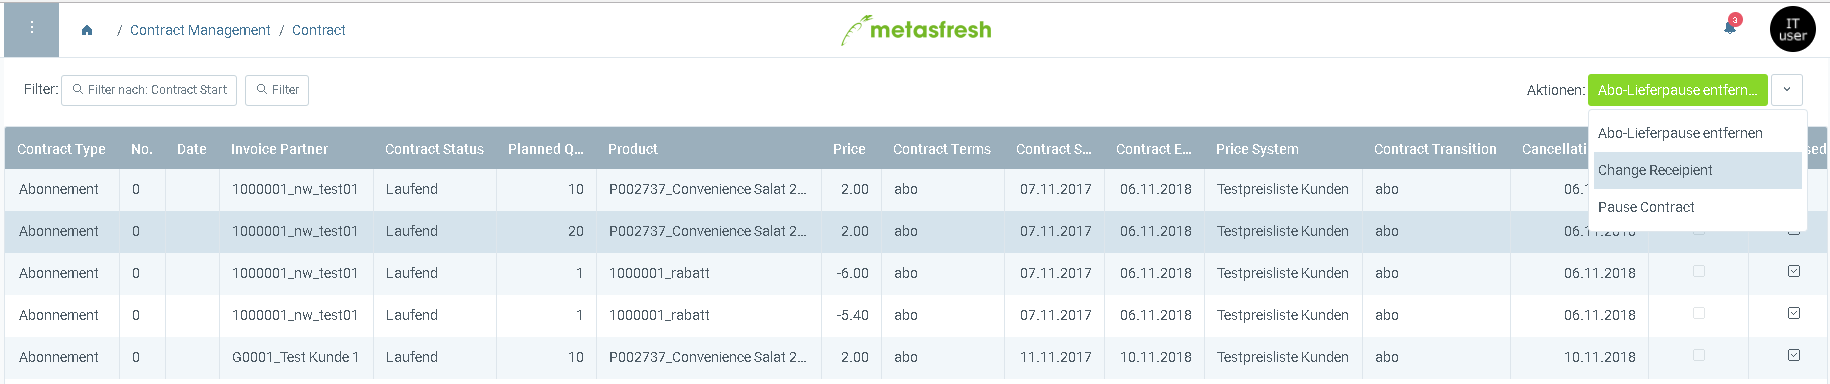 / Contract Management / Contract
metasfresh
3
IT user
Filter: Filter nach: Contract Start Filter
Aktionen: Abo-Lieferpause entfern...
Abo-Lieferpause entfernen
Change Receipient
Pause Contract
Contract Type No. Date Invoice Partner Contract Status Planned Q... Product Price Contract Terms Contract S... Contract E... Price System Contract Transition Cancellati sed
Abonnement 0 1000001_nw_test01 Laufend 10 P002737_Convenience Salat 2... 2.00 abo 07.11.2017 06.11.2018 Testpreisliste Kunden abo 06.1
Abonnement 0 1000001_nw_test01 Laufend 20 P002737_Convenience Salat 2... 2.00 abo 07.11.2017 06.11.2018 Testpreisliste Kunden abo 06.11.2018
Abonnement 0 1000001_nw_test01 Laufend 1 1000001_rabatt -6.00 abo 07.11.2017 06.11.2018 Testpreisliste Kunden abo 06.11.2018
Abonnement 0 1000001_nw_test01 Laufend 1 1000001_rabatt -5.40 abo 07.11.2017 06.11.2018 Testpreisliste Kunden abo 06.11.2018
Abonnement 0 G0001_Test Kunde 1 Laufend 10 P002737_Convenience Salat 2... 2.00 abo 11.11.2017 10.11.2018 Testpreisliste Kunden abo 10.11.2018